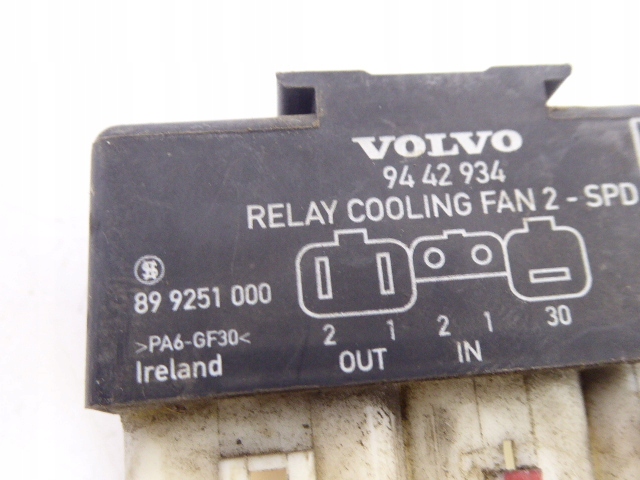 VOLVO
94 42 934
RELAY COOLING FAN 2 - SPD
89 9251 000
>PA6-GF30<
Ireland
2 1 2 1 30
OUT IN